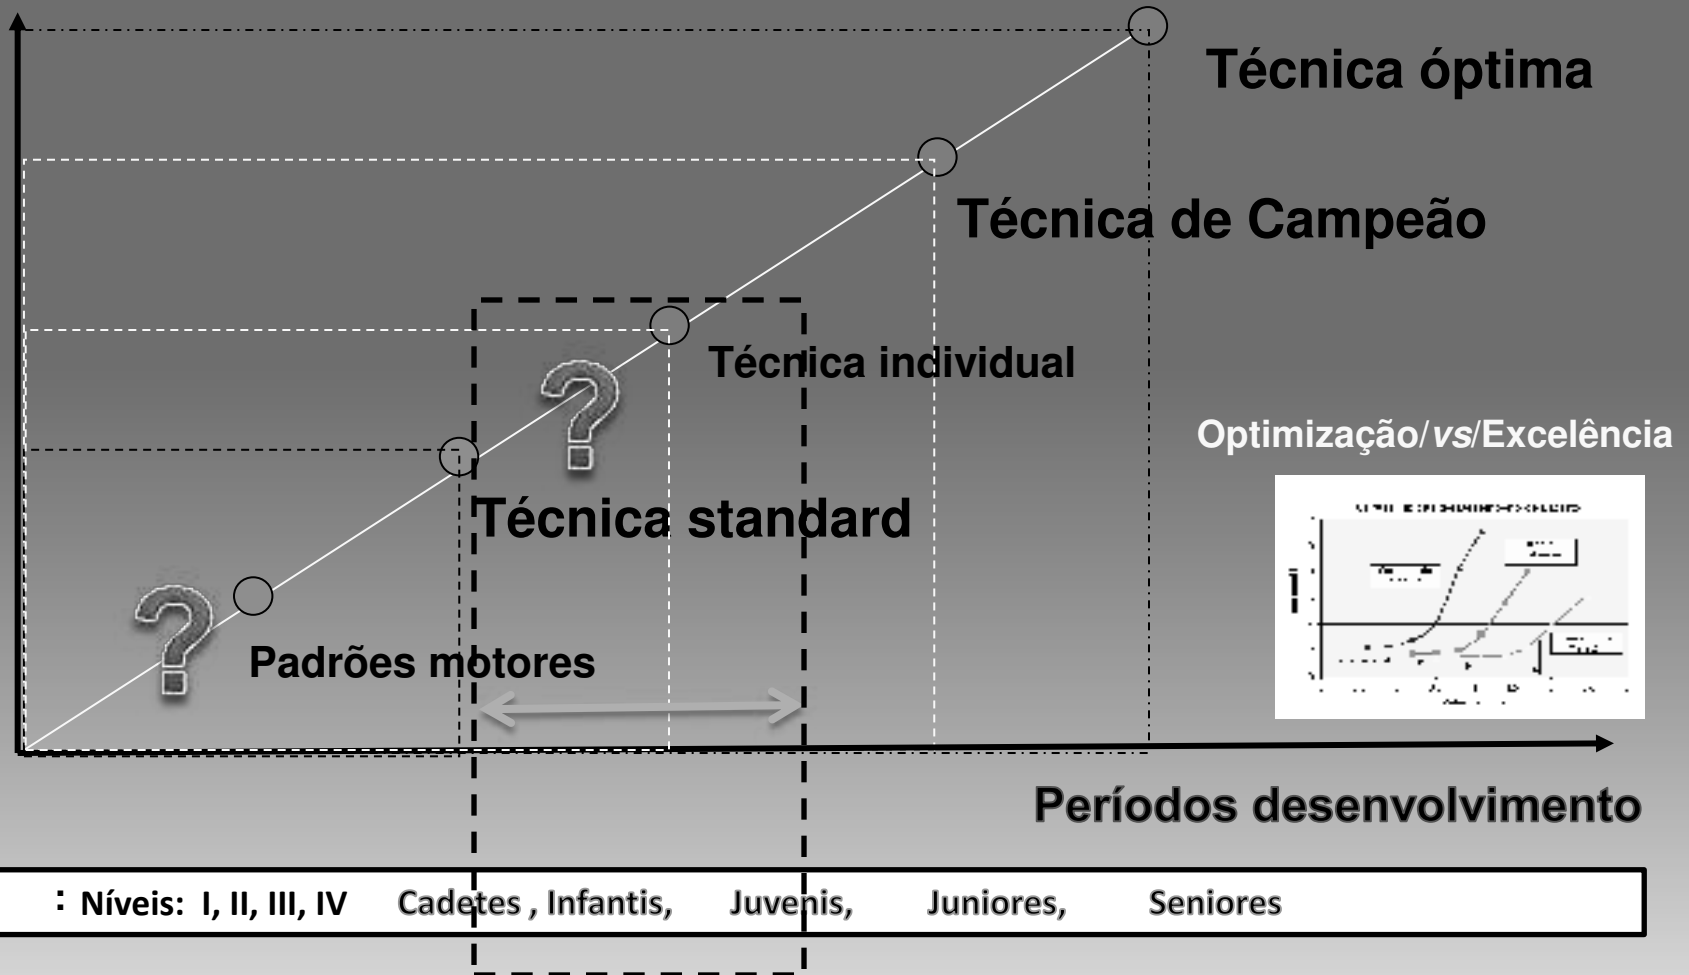 Técnica óptima
Técnica de Campeão
Técnica individual
Optimização/vs/Excelência
Técnica standard
Padrões motores
Períodos desenvolvimento
: Níveis: I, II, III, IV Cadetes , Infantis, Juvenis, Juniores, Seniores